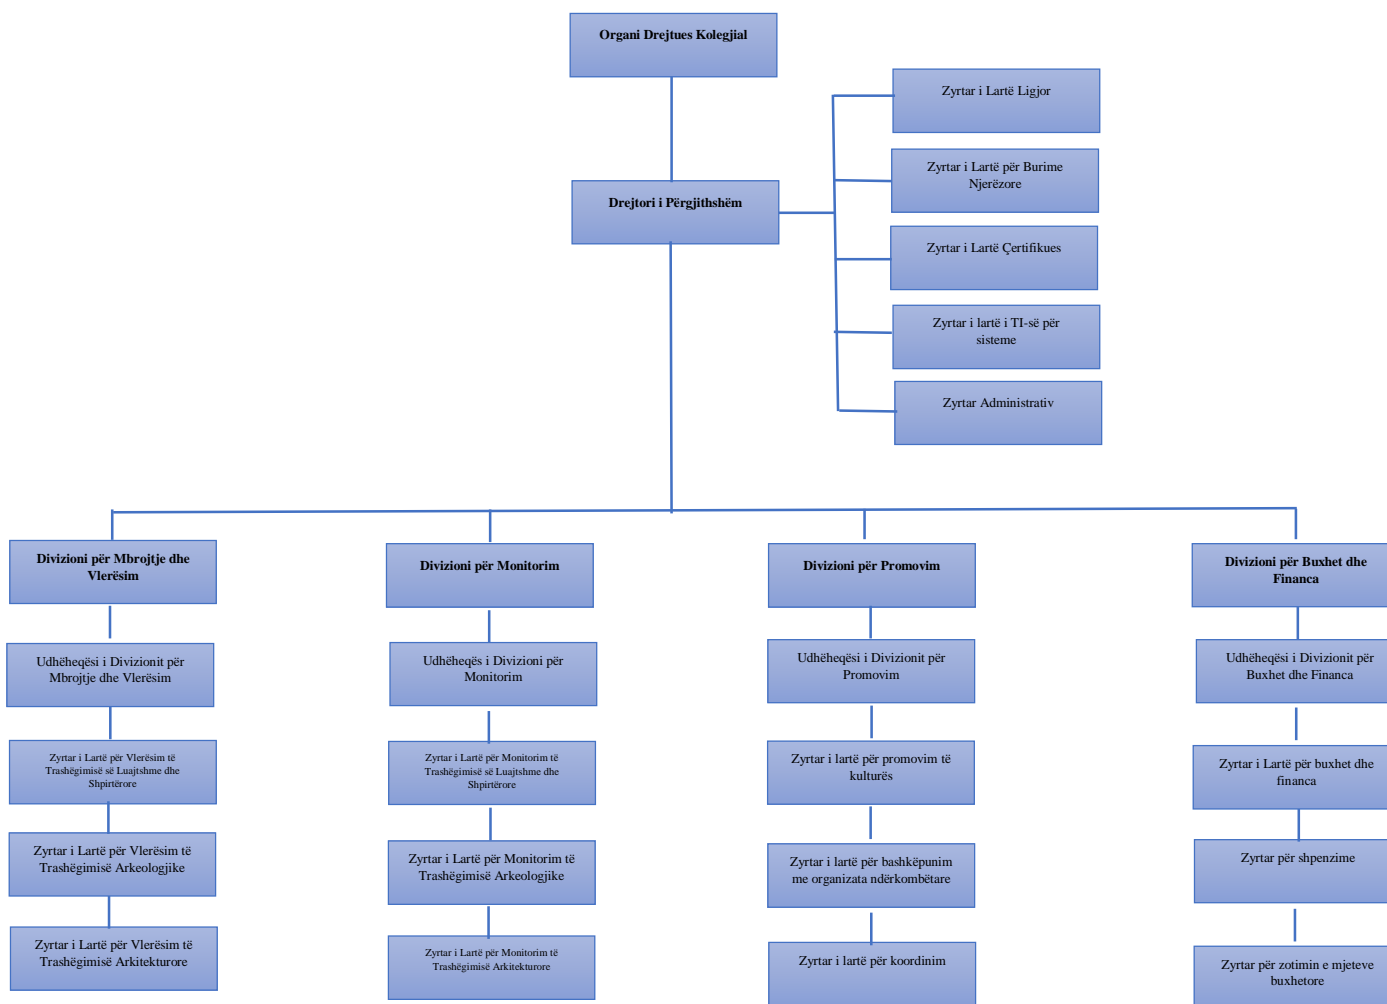 Organi Drejtues Kolegjial
Zyrtar i Lartë Ligjor
Zyrtar i Lartë për Burime
Njerëzore
Drejtori i Përgjithshëm
Zyrtar i Lartë Çertifikues
Zyrtar i lartë i TI-së për
sisteme
Zyrtar Administrativ
Divizioni për Mbrojtje dhe
Vlerësim
Udhëheqësi i Divizionit për
Mbrojtje dhe Vlerësim
Zyrtar i Lartë për Vlerësim të
Trashëgimisë së Luajtshme dhe
Shpirtërore
Zyrtar i Lartë për Vlerësim të
Trashëgimisë Arkeologjike
Zyrtar i Lartë për Vlerësim të
Trashëgimisë Arkitekturore
Divizioni për Monitorim
Udhëheqës i Divizioni për
Monitorim
Zyrtar i Lartë për Monitorim të
Trashëgimisë së Luajtshme dhe
Shpirtërore
Zyrtar i Lartë për Monitorim të
Trashëgimisë Arkeologjike
Zyrtar i Lartë për Monitorim të
Trashëgimisë Arkitekturore
Divizioni për Promovim
Udhëheqësi i Divizionit për
Promovim
Zyrtar i lartë për promovim të
kulturës
Zyrtar i lartë për bashkëpunim
me organizata ndërkombëtare
Zyrtar i lartë për koordinim
Divizioni për Buxhet dhe
Financa
Udhëheqësi i Divizionit për
Buxhet dhe Financa
Zyrtar i Lartë për buxhet dhe
financa
Zyrtar për shpenzime
Zyrtar për zotimin e mjeteve
buxhetore